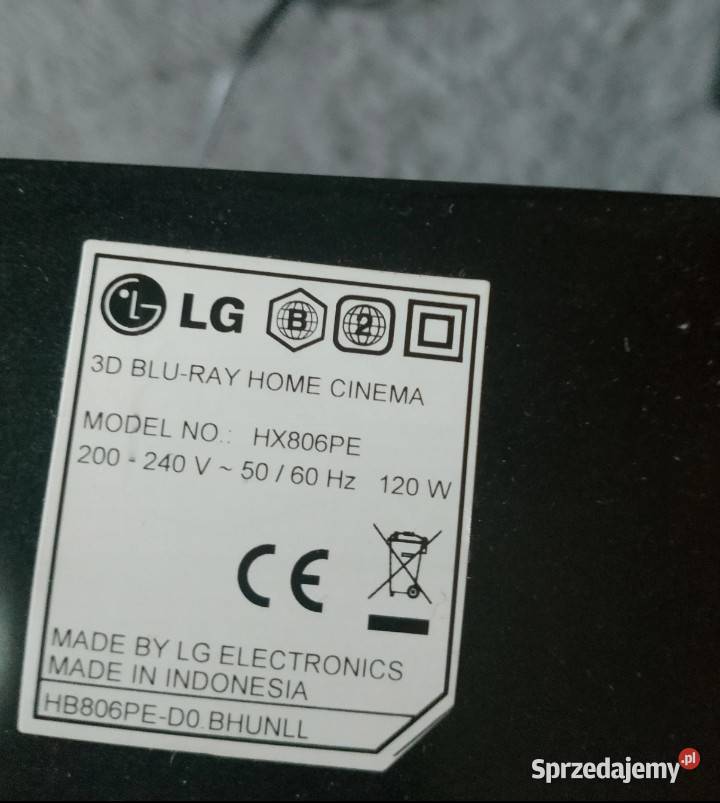 LG B 2
3D BLU-RAY HOME CINEMA
MODEL NO.: HX806PE
200 - 240 V ~ 50 / 60 Hz 120 W
CE
MADE BY LG ELECTRONICS
MADE IN INDONESIA
HB806PE-D0.BHUNLL
Sprzedajemy.pl